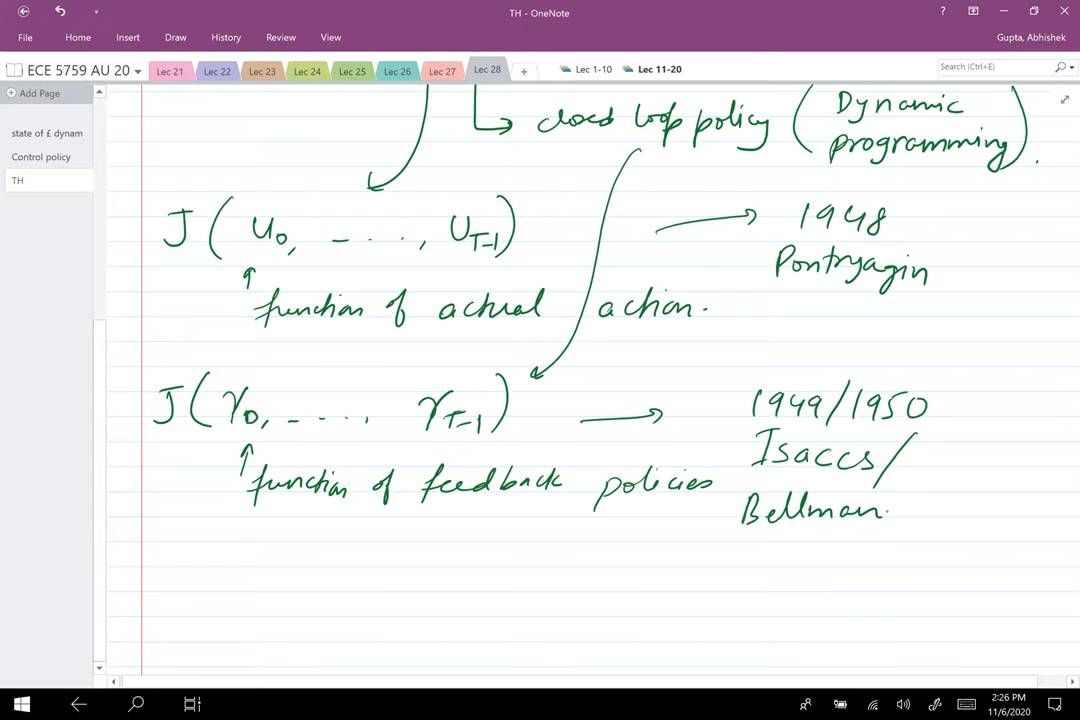 TH - OneNote
?
File Home Insert Draw History Review View Gupta, Abhishek
ECE 5759 AU 20 Lec 21 Lec 22 Lec 23 Lec 24 Lec 25 Lec 26 Lec 27 Lec 28 + Lec 1-10 Lec 11-20 Search (Ctrl+E)
Add Page
state of £ dynam
Control policy
TH
closed loop policy (Dynamic programming).
J(u₀, - ..., u_{T-1}) → 1948
Pontryagin
↑ function of actual action.
J(γ₀, - ... γ_{T-1}) → 1949/1950
Isaccs/
Bellman.
↑ function of feedback policies
2:26 PM
11/6/2020